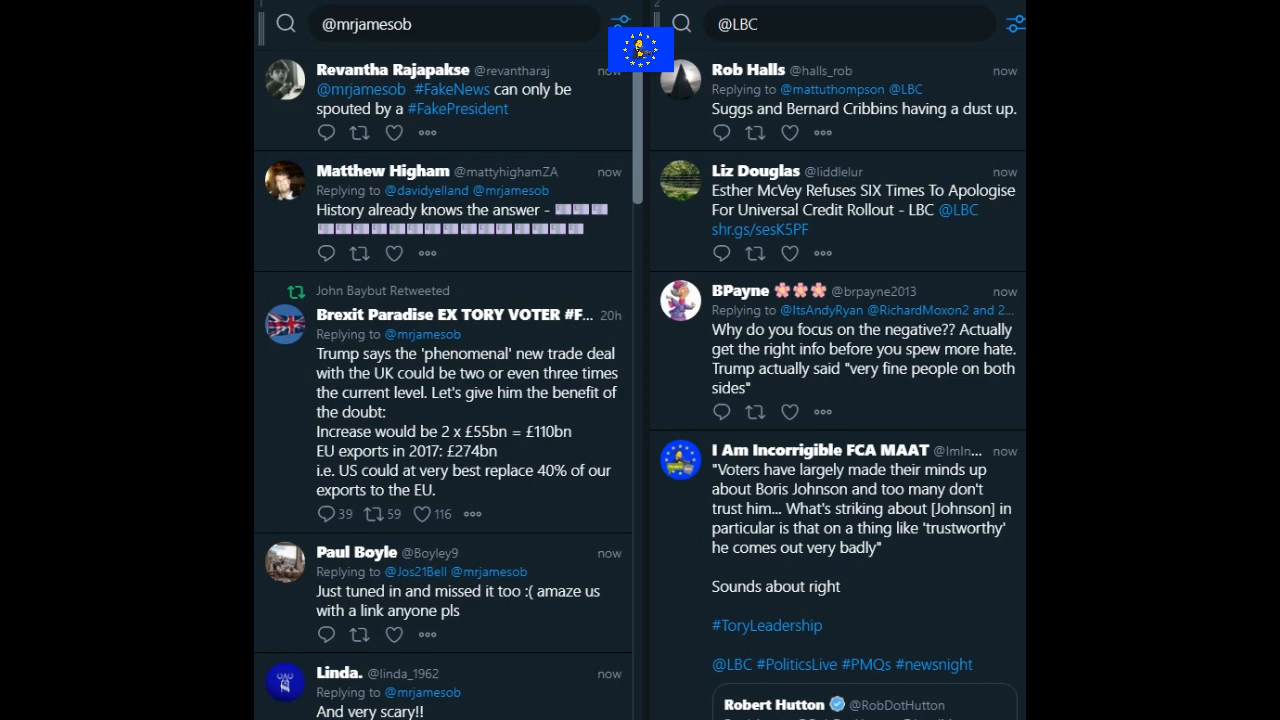 1
@mrjamesob
Revantha Rajapakse @revantharaj now
@mrjamesob #FakeNews can only be
spouted by a #FakePresident
Matthew Higham @mattyhighamZA now
Replying to @davidyelland @mrjamesob
History already knows the answer -
John Baybut Retweeted
Brexit Paradise EX TORY VOTER #F... 20h
Replying to @mrjamesob
Trump says the 'phenomenal' new trade deal
with the UK could be two or even three times
the current level. Let's give him the benefit of
the doubt:
Increase would be 2 x £55bn = £110bn
EU exports in 2017: £274bn
i.e. US could at very best replace 40% of our
exports to the EU.
39 59 116
Paul Boyle @Boyley9 now
Replying to @Jos21Bell @mrjamesob
Just tuned in and missed it too :( amaze us
with a link anyone pls
Linda. @linda_1962 now
Replying to @mrjamesob
And very scary!!
2
@LBC
Rob Halls @halls_rob now
Replying to @mattuthompson @LBC
Suggs and Bernard Cribbins having a dust up.
Liz Douglas @liddlelur now
Esther McVey Refuses SIX Times To Apologise
For Universal Credit Rollout - LBC @LBC
shr.gs/sesK5PF
BPayne 🌸🌸🌸 @brpayne2013 now
Replying to @ItsAndyRyan @RichardMoxon2 and 2...
Why do you focus on the negative?? Actually
get the right info before you spew more hate.
Trump actually said "very fine people on both
sides"
I Am Incorrigible FCA MAAT @ImIn... now
"Voters have largely made their minds up
about Boris Johnson and too many don't
trust him... What's striking about [Johnson] in
particular is that on a thing like 'trustworthy'
he comes out very badly"
Sounds about right
#ToryLeadership
@LBC #PoliticsLive #PMQs #newsnight
Robert Hutton @RobDotHutton